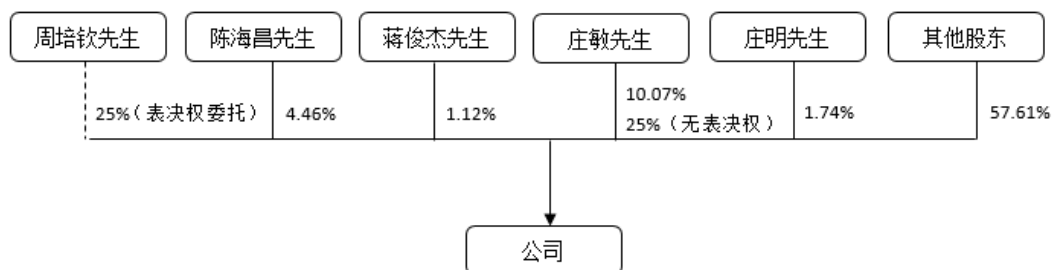 周培钦先生
陈海昌先生
蒋俊杰先生
庄敏先生
庄明先生
其他股东
25%（表决权委托）
4.46%
1.12%
10.07%
25%（无表决权）
1.74%
57.61%
公司